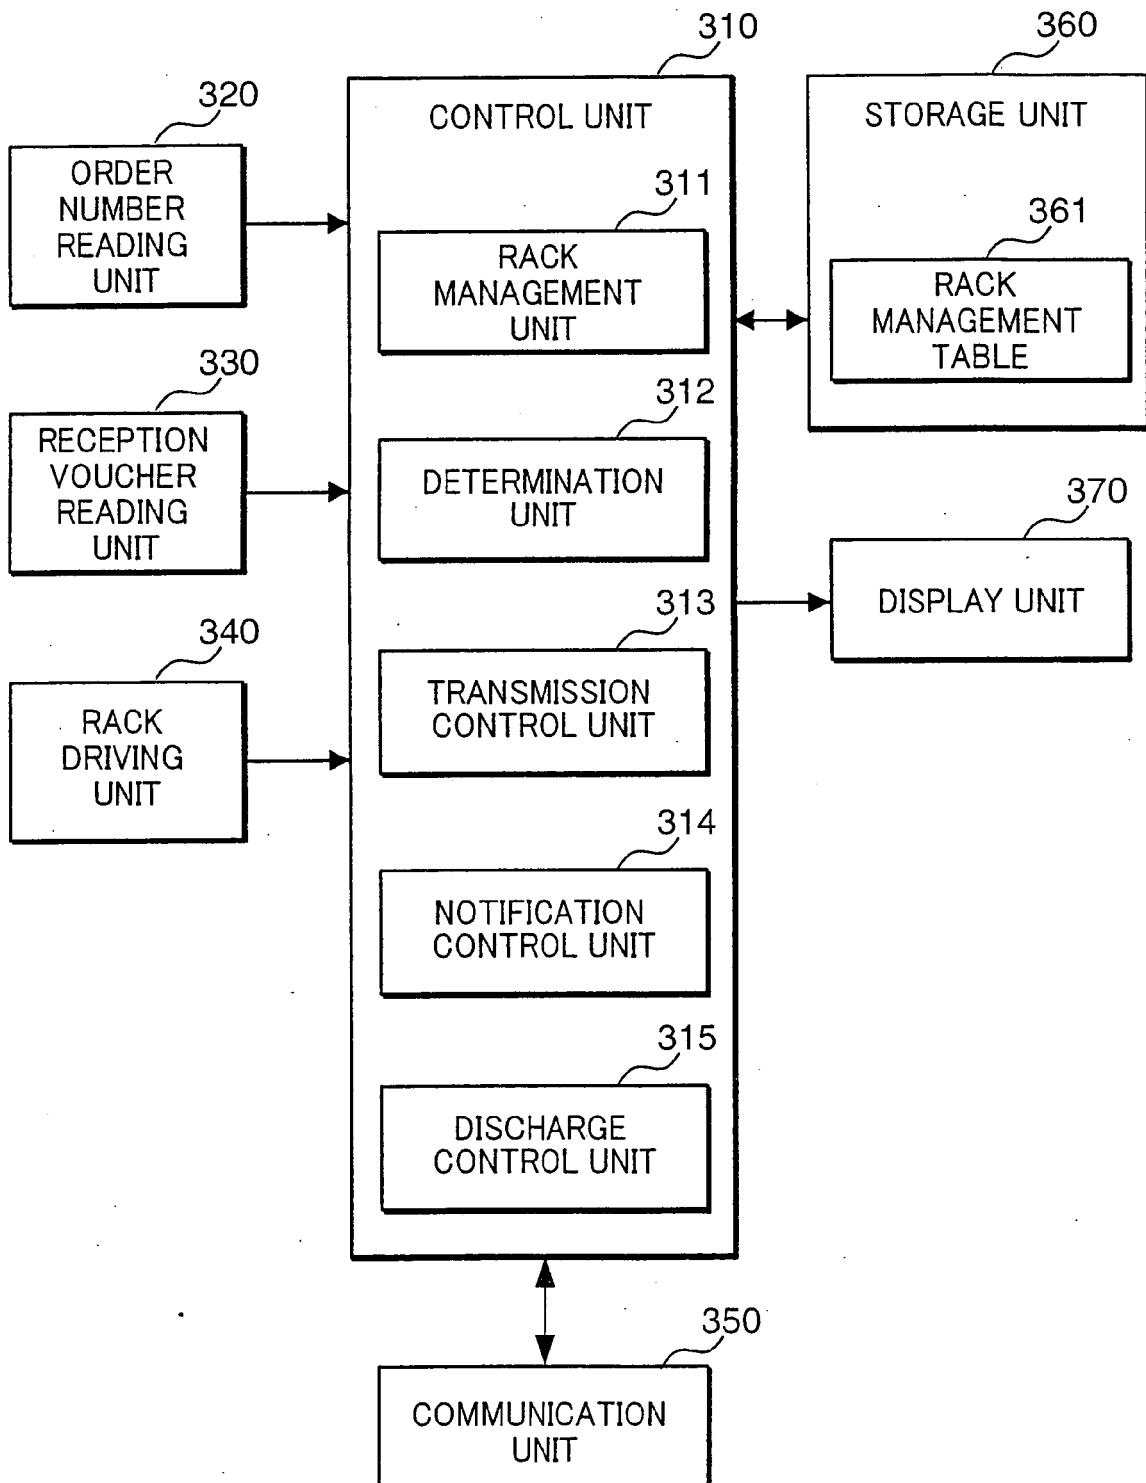 310
CONTROL UNIT
320
ORDER
NUMBER
READING
UNIT
330
RECEPTION
VOUCHER
READING
UNIT
340
RACK
DRIVING
UNIT
311
RACK
MANAGEMENT
UNIT
312
DETERMINATION
UNIT
313
TRANSMISSION
CONTROL UNIT
314
NOTIFICATION
CONTROL UNIT
315
DISCHARGE
CONTROL UNIT
360
STORAGE UNIT
361
RACK
MANAGEMENT
TABLE
370
DISPLAY UNIT
350
COMMUNICATION
UNIT